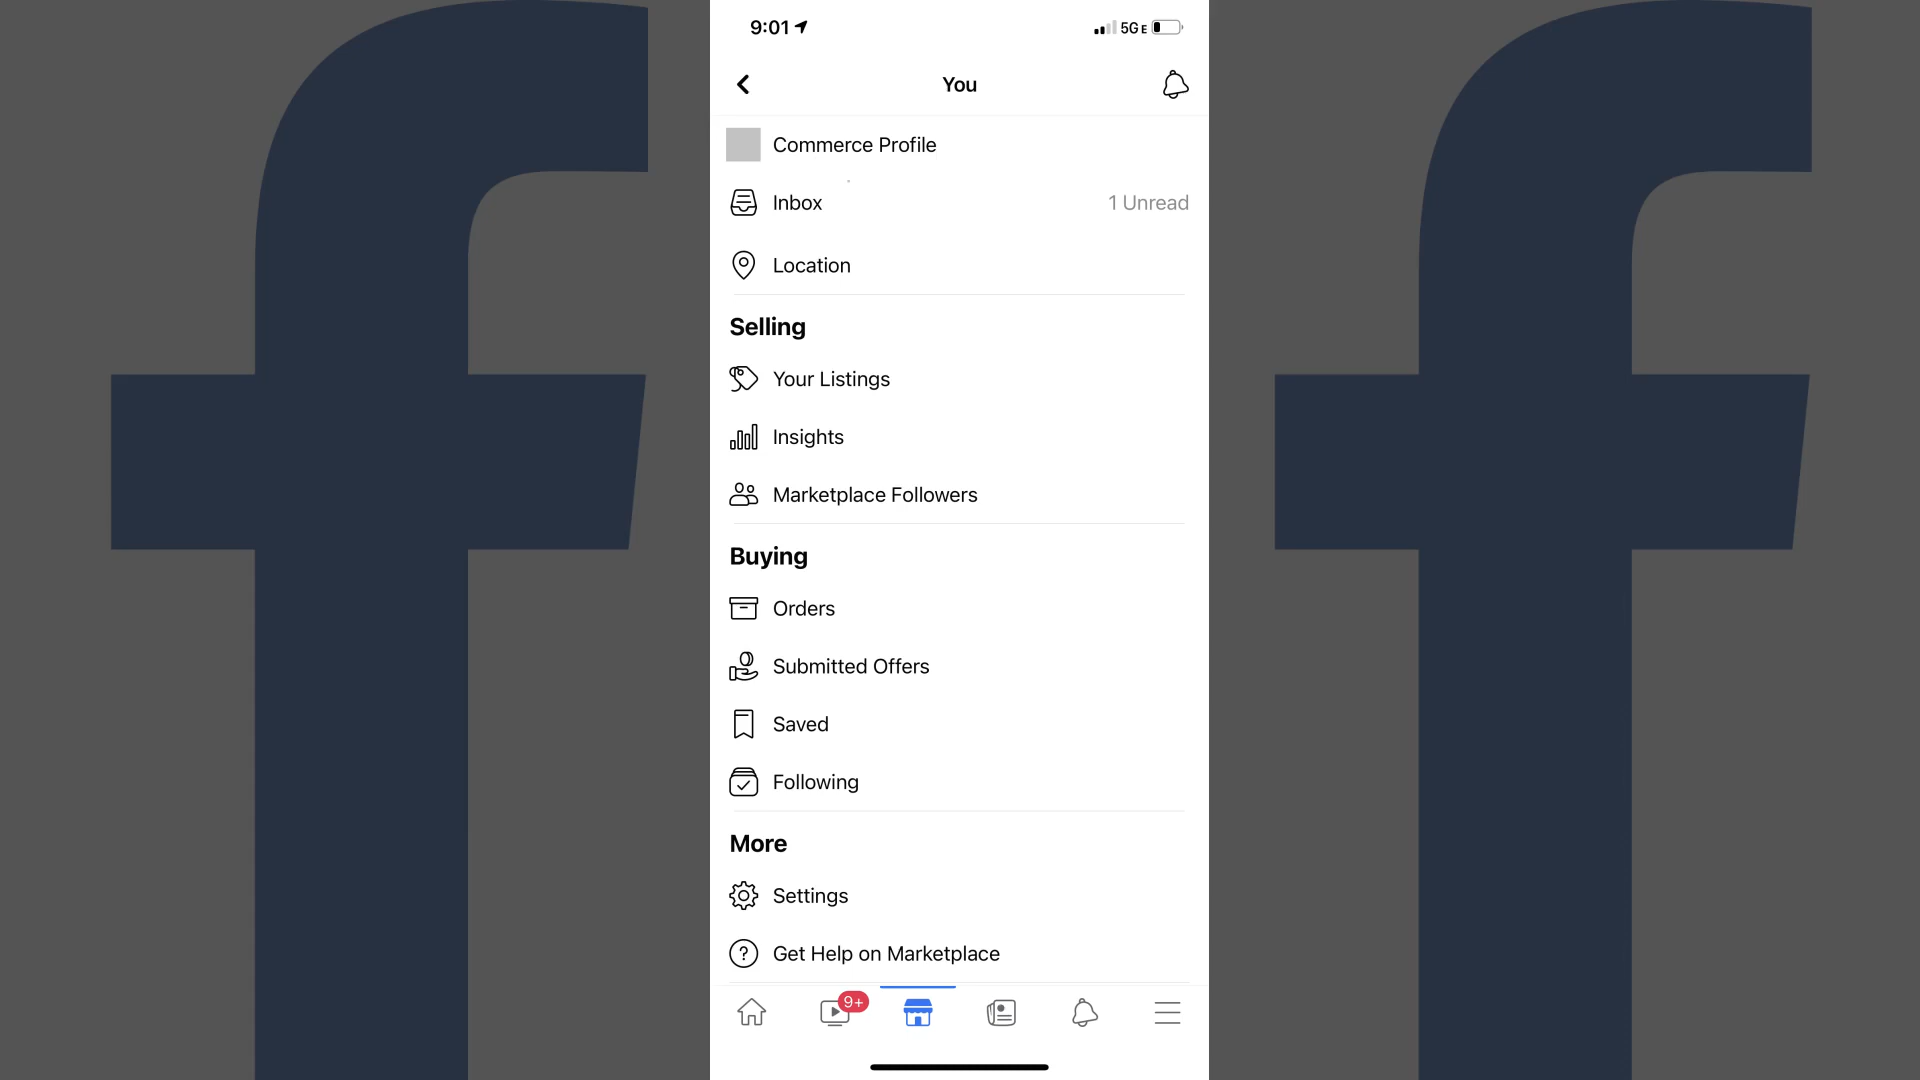 9:01 5G E
You
Commerce Profile
Inbox 1 Unread
Location
Selling
Your Listings
Insights
Marketplace Followers
Buying
Orders
Submitted Offers
Saved
Following
More
Settings
Get Help on Marketplace
9+